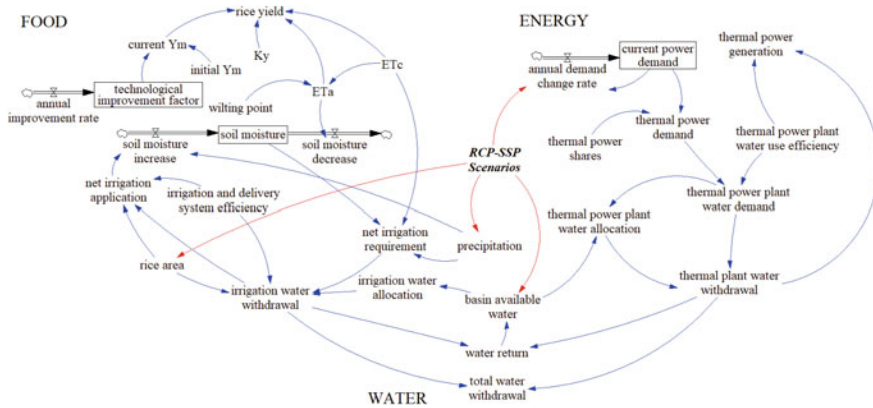 FOOD
rice yield
ENERGY
current Ym
initial Ym
Ky
ETc
ETa
technological
improvement factor
annual
improvement rate
wilting point
soil moisture
increase
soil moisture
soil moisture
decrease
current power
demand
annual demand
change rate
thermal power
generation
thermal power
demand
thermal power
shares
thermal power plant
water use efficiency
RCP-SSP
Scenarios
net irrigation
application
irrigation and delivery
system efficiency
thermal power plant
water demand
thermal power plant
water allocation
net irrigation
requirement
precipitation
rice area
irrigation water
withdrawal
irrigation water
allocation
basin available
water
thermal plant water
withdrawal
water return
total water
withdrawal
WATER